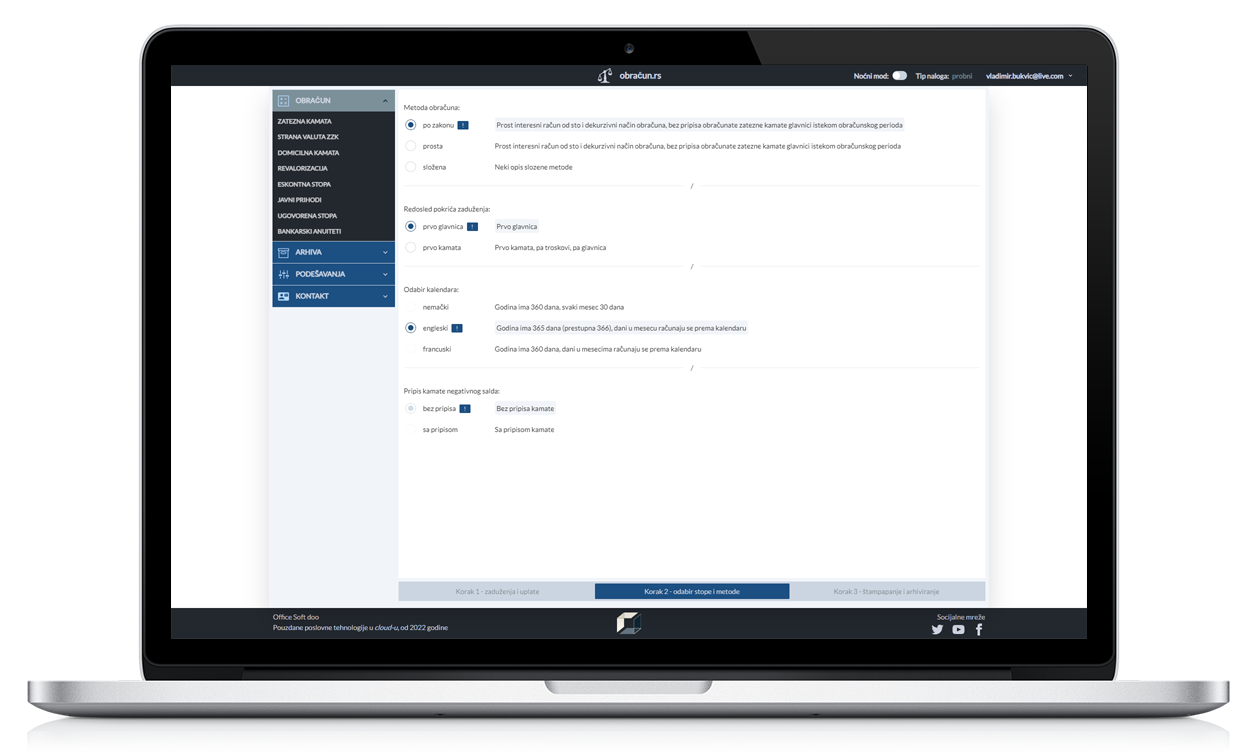 obračun.rs
Noćni mod:
Tip naloga: probni
vladimir.bukvic@live.com
OBRAČUN
ZATEZNA KAMATA
STRANA VALUTA ZZK
DOMICILNA KAMATA
REVALORIZACIJA
ESKONTNA STOPA
JAVNI PRIHODI
UGOVORENA STOPA
BANKARSKI ANUITETI
ARHIVA
PODEŠAVANJA
KONTAKT
Metoda obračuna:
po zakonu ! Prost interesni račun od sto i dekurzivni način obračuna, bez pripisa obračunate zatezne kamate glavnici istekom obračunskog perioda
prosta Prost interesni račun od sto i dekurzivni način obračuna, bez pripisa obračunate zatezne kamate glavnici istekom obračunskog perioda
složena Neki opis slozene metode
/
Redosled pokrića zaduženja:
prvo glavnica ! Prvo glavnica
prvo kamata Prvo kamata, pa troskovi, pa glavnica
/
Odabir kalendara:
nemački Godina ima 360 dana, svaki mesec 30 dana
engleski ! Godina ima 365 dana (prestupna 366), dani u mesecu računaju se prema kalendaru
francuski Godina ima 360 dana, dani u mesecima računaju se prema kalendaru
/
Pripis kamate negativnog salda:
bez pripisa ! Bez pripisa kamate
sa pripisom Sa pripisom kamate
Korak 1 - zaduženja i uplate
Korak 2 - odabir stope i metode
Korak 3 - štampapanje i arhiviranje
Office Soft doo
Pouzdane poslovne tehnologije u cloud-u, od 2022 godine
Socijalne mreže